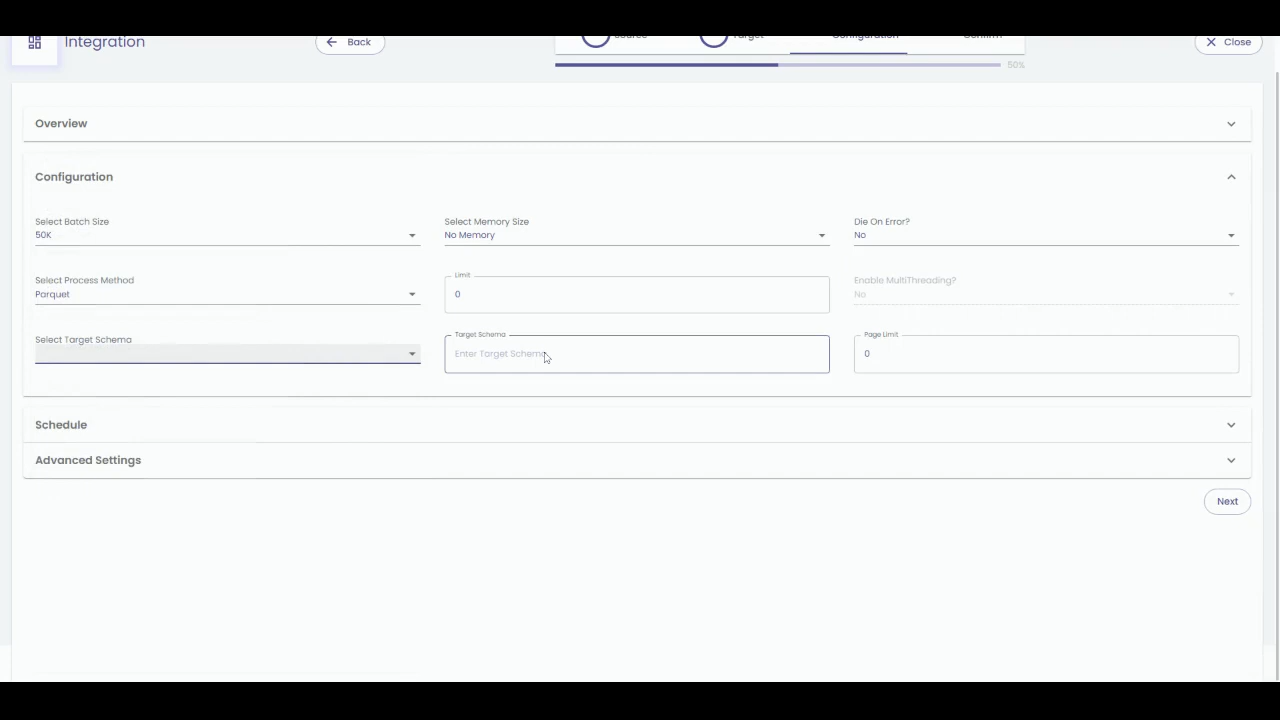 Integration
Back
Source
Target
Configuration
Confirm
Close
50%
Overview
Configuration
Select Batch Size
50K
Select Memory Size
No Memory
Die On Error?
No
Select Process Method
Parquet
Limit
0
Enable MultiThreading?
No
Select Target Schema
Target Schema
Enter Target Schema
Page Limit
0
Schedule
Advanced Settings
Next